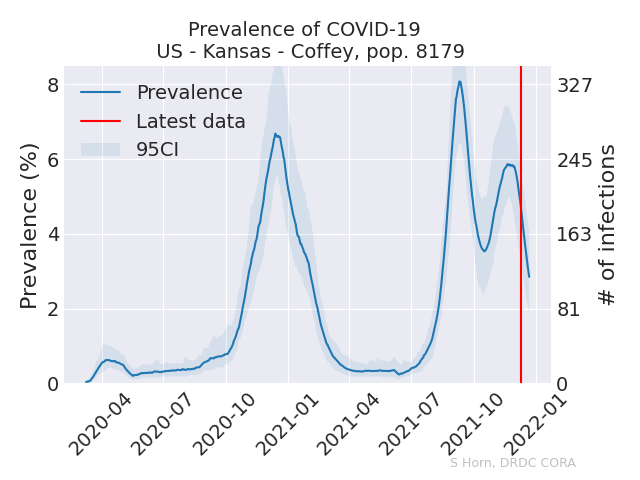 Prevalence of COVID-19
US - Kansas - Coffey, pop. 8179
Prevalence
Latest data
95CI
Prevalence (%)
8
6
4
2
0
327
245
163
81
0
# of infections
2020-04
2020-07
2020-10
2021-01
2021-04
2021-07
2021-10
2022-01
S Horn, DRDC CORA